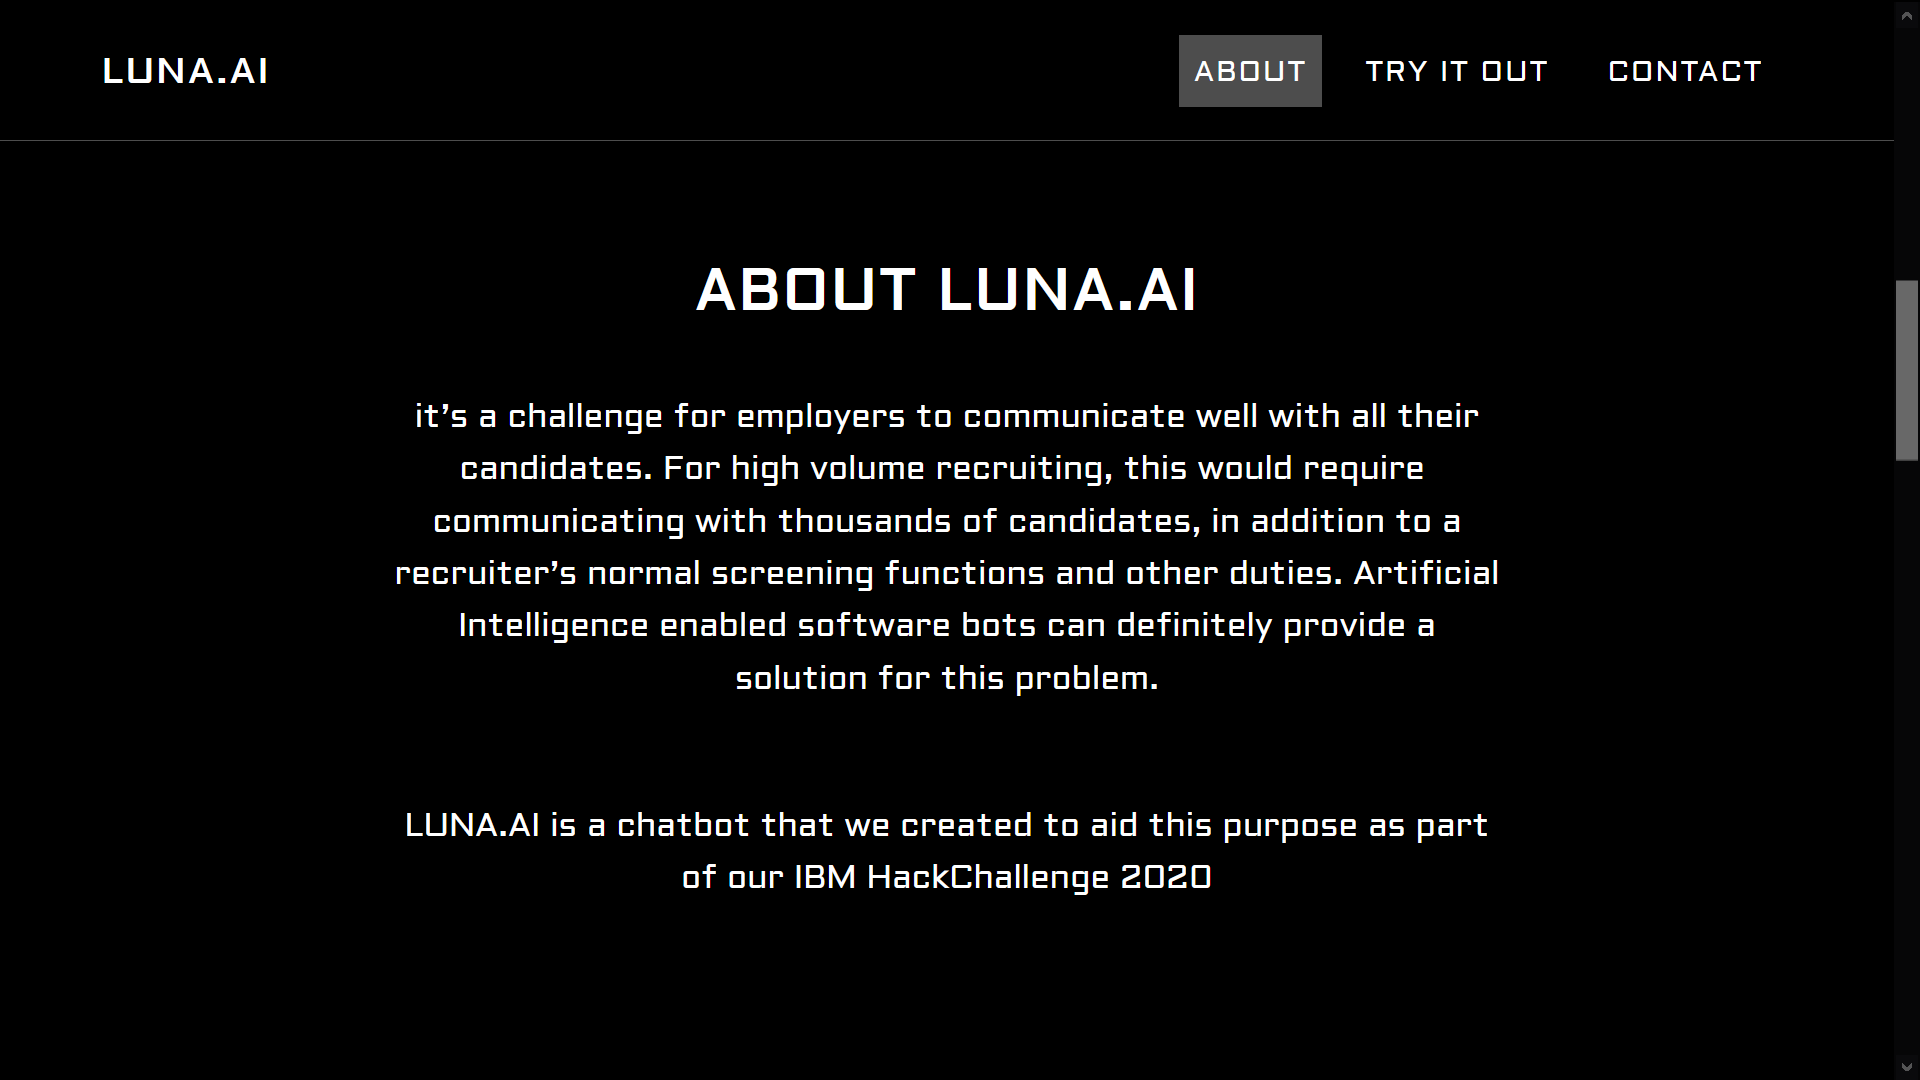 LUNA.AI
ABOUT
TRY IT OUT
CONTACT
ABOUT LUNA.AI
it’s a challenge for employers to communicate well with all their
candidates. For high volume recruiting, this would require
communicating with thousands of candidates, in addition to a
recruiter’s normal screening functions and other duties. Artificial
Intelligence enabled software bots can definitely provide a
solution for this problem.
LUNA.AI is a chatbot that we created to aid this purpose as part
of our IBM HackChallenge 2020